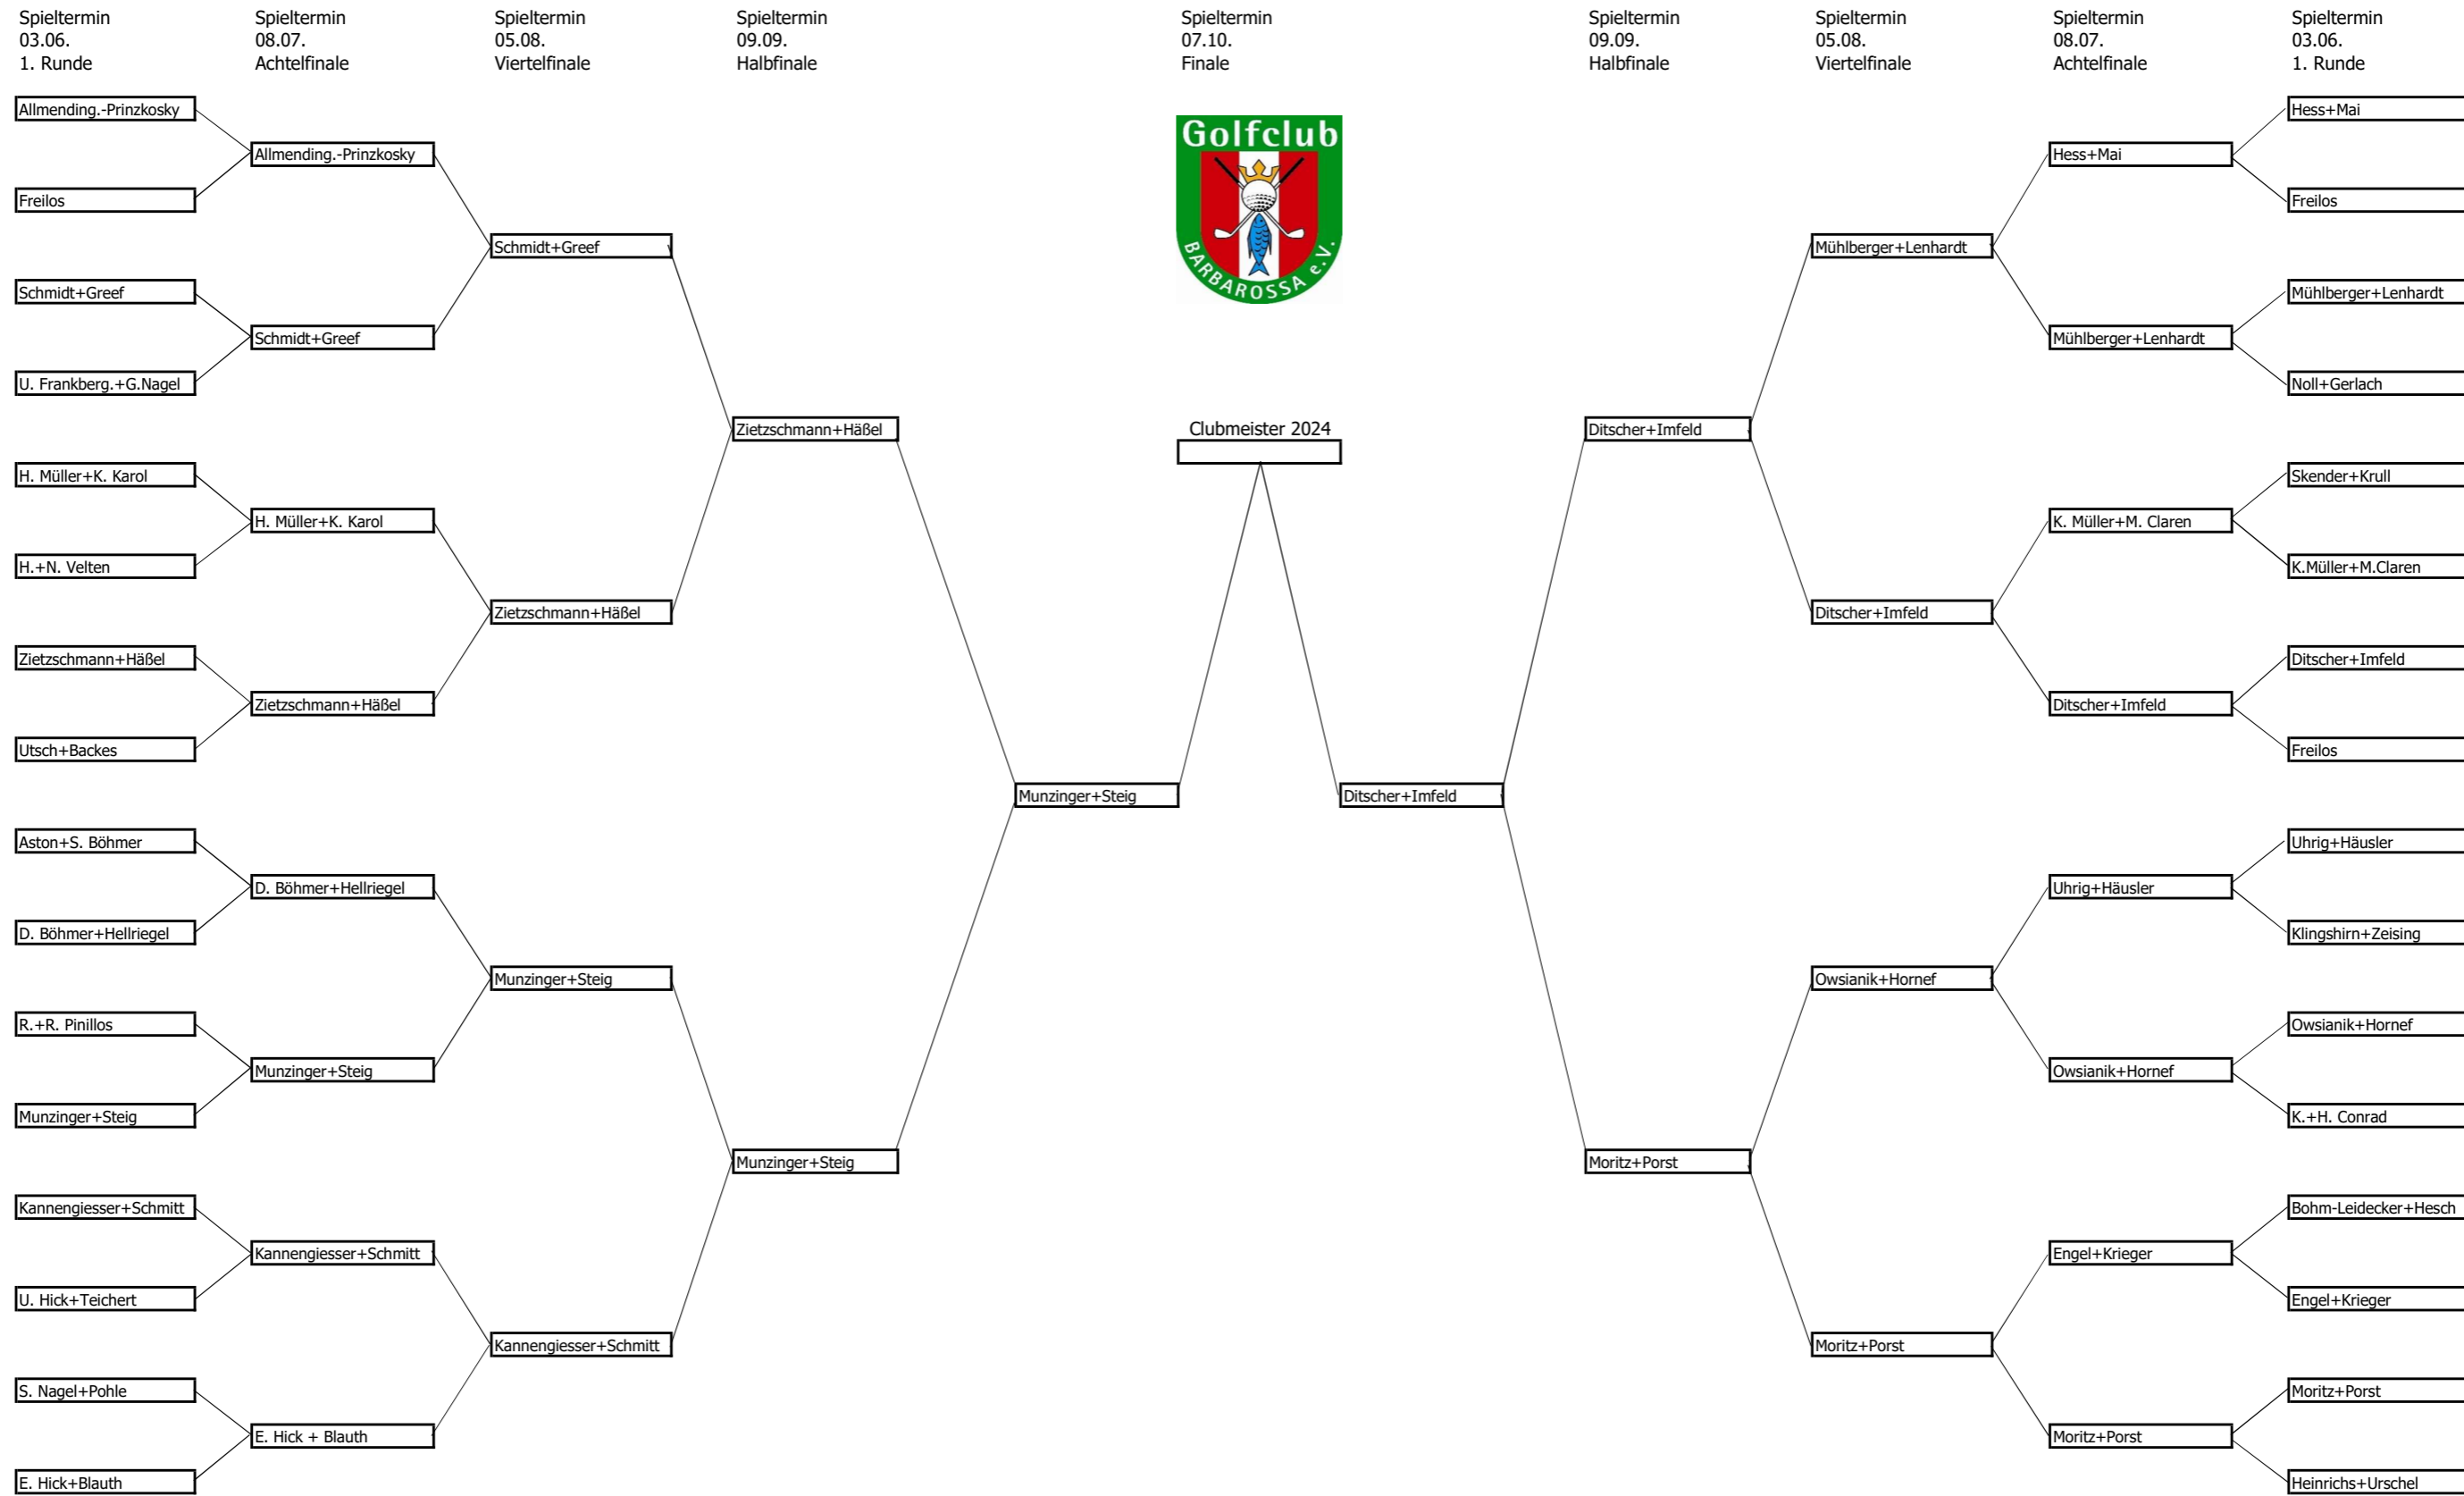 Spieltermin
03.06.
1. Runde
Spieltermin
08.07.
Achtelfinale
Spieltermin
05.08.
Viertelfinale
Spieltermin
09.09.
Halbfinale
Spieltermin
07.10.
Finale
Spieltermin
09.09.
Halbfinale
Spieltermin
05.08.
Viertelfinale
Spieltermin
08.07.
Achtelfinale
Spieltermin
03.06.
1. Runde
Allmending.-Prinzkosky
Freilos
Schmidt+Greef
U. Frankberg.+G.Nagel
H. Müller+K. Karol
H.+N. Velten
Zietzschmann+Häßel
Utsch+Backes
Aston+S. Böhmer
D. Böhmer+Hellriegel
R.+R. Pinillos
Munzinger+Steig
Kannengiesser+Schmitt
U. Hick+Teichert
S. Nagel+Pohle
E. Hick+Blauth
Allmending.-Prinzkosky
Schmidt+Greef
H. Müller+K. Karol
Zietzschmann+Häßel
D. Böhmer+Hellriegel
Munzinger+Steig
Kannengiesser+Schmitt
E. Hick + Blauth
Schmidt+Greef
Zietzschmann+Häßel
Munzinger+Steig
Kannengiesser+Schmitt
Zietzschmann+Häßel
Munzinger+Steig
Munzinger+Steig
Golfclub
BARBAROSSA e.V.
Clubmeister 2024
Ditscher+Imfeld
Ditscher+Imfeld
Moritz+Porst
Mühlberger+Lenhardt
Ditscher+Imfeld
Owsianik+Hornef
Moritz+Porst
Hess+Mai
Mühlberger+Lenhardt
K. Müller+M. Claren
Ditscher+Imfeld
Uhrig+Häusler
Owsianik+Hornef
Engel+Krieger
Moritz+Porst
Hess+Mai
Freilos
Mühlberger+Lenhardt
Noll+Gerlach
Skender+Krull
K.Müller+M.Claren
Ditscher+Imfeld
Freilos
Uhrig+Häusler
Klingshirn+Zeising
Owsianik+Hornef
K.+H. Conrad
Bohm-Leidecker+Hesch
Engel+Krieger
Moritz+Porst
Heinrichs+Urschel